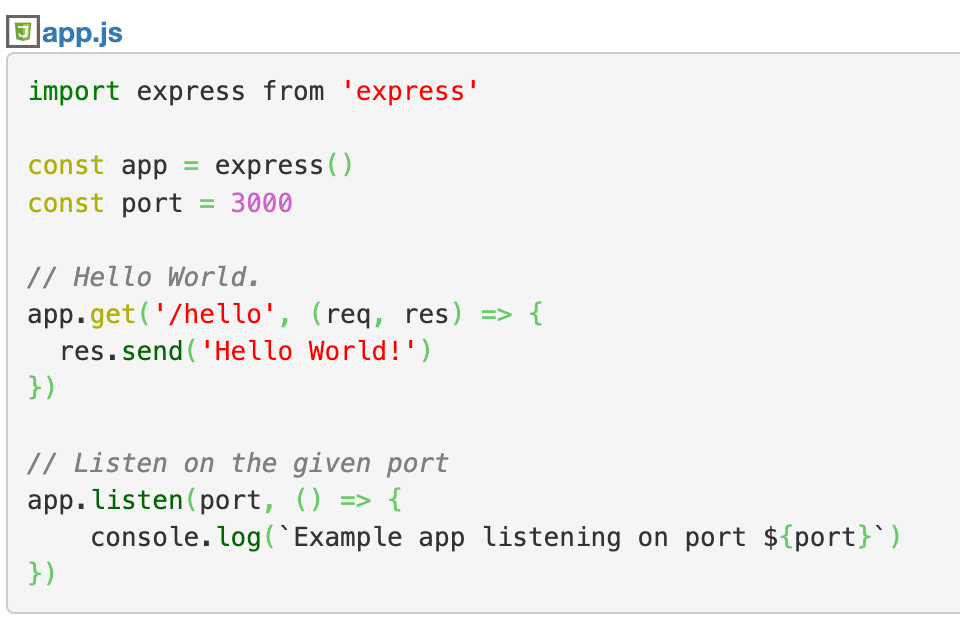 app.js
import express from 'express'
const app = express()
const port = 3000
// Hello World.
app.get('/hello', (req, res) => {
  res.send('Hello World!')
})
// Listen on the given port
app.listen(port, () => {
    console.log(`Example app listening on port ${port}`)
})